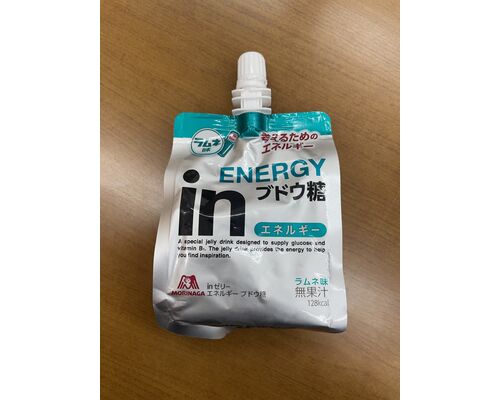 ラムネ
味
考えるための
エネルギー
ENERGY
in
ブドウ糖
エネルギー
A special jelly drink designed to supply glucose and
vitamin B₁. The jelly drink provides the energy to help
you find inspiration.
MORINAGA
inゼリー
エネルギー ブドウ糖
ラムネ味
無果汁
128kcal